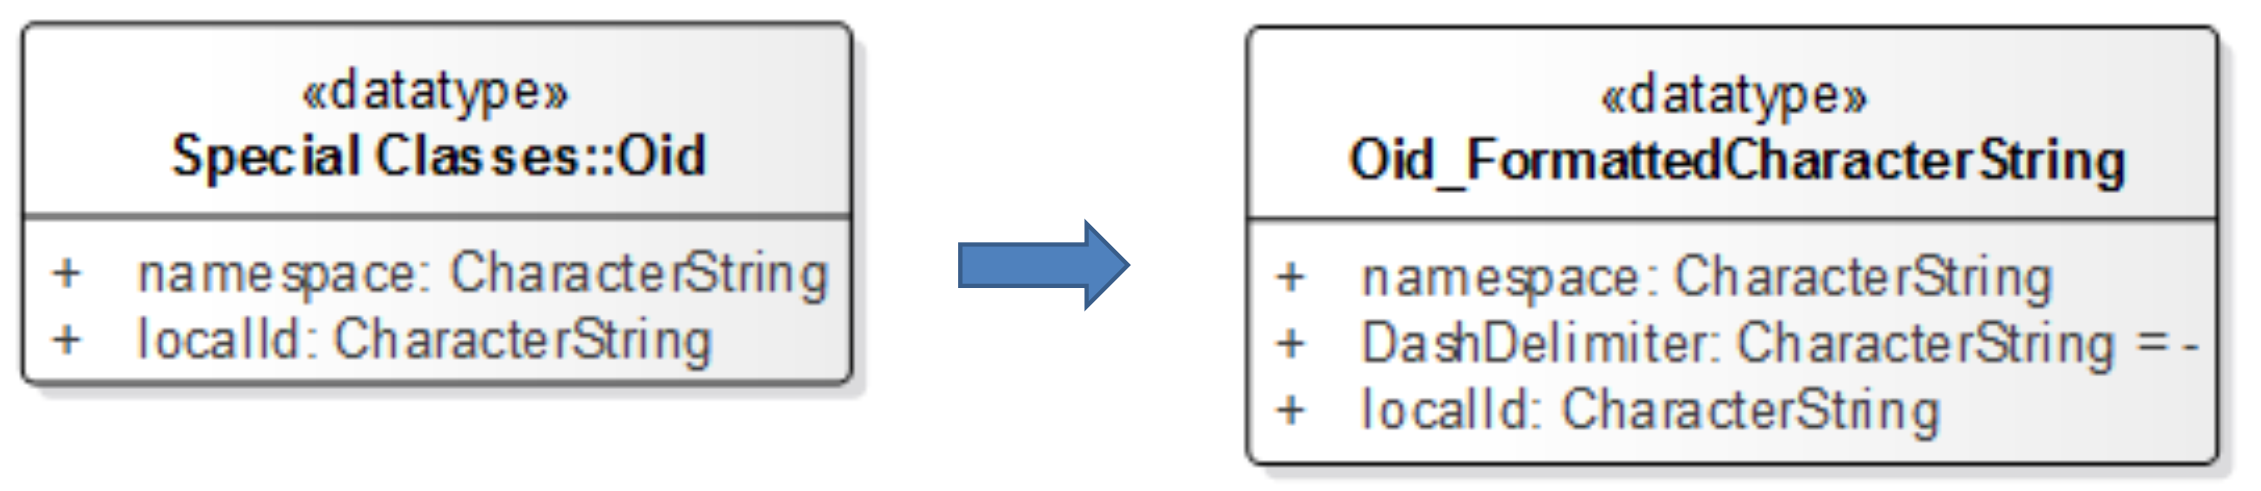 «datatype»
Special Classes::Oid
+ namespace: CharacterString
+ localId: CharacterString
«datatype»
Oid_FormattedCharacterString
+ namespace: CharacterString
+ DashDelimiter: CharacterString = -
+ localId: CharacterString